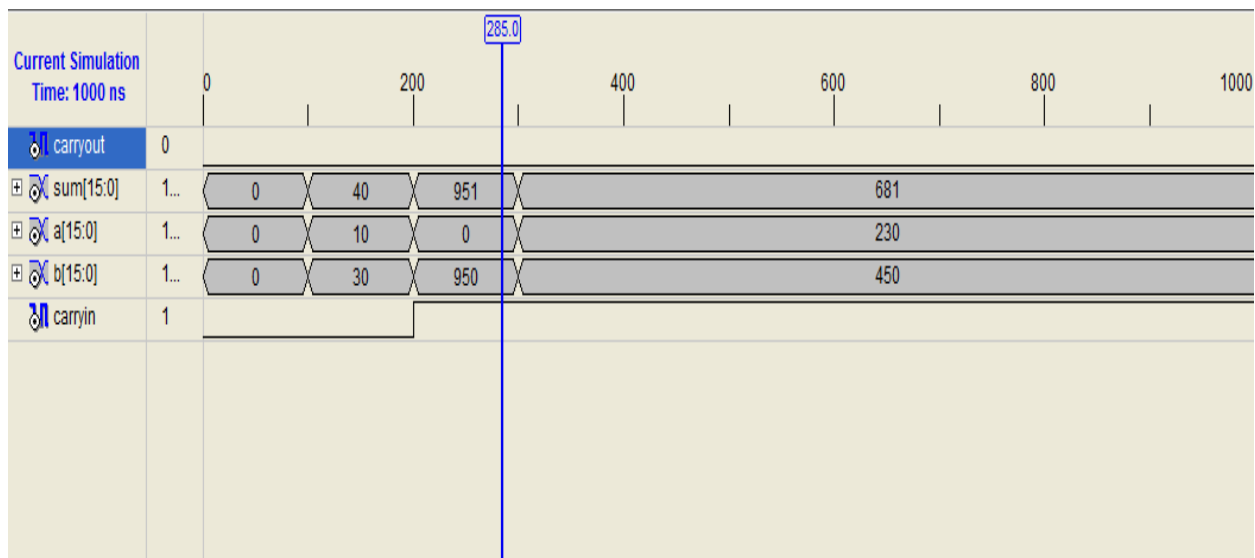 285.0
Current Simulation
Time: 1000 ns
0 200 400 600 800 1000
carryout 0
sum[15:0] 1... 0 40 951 681
a[15:0] 1... 0 10 0 230
b[15:0] 1... 0 30 950 450
carryin 1